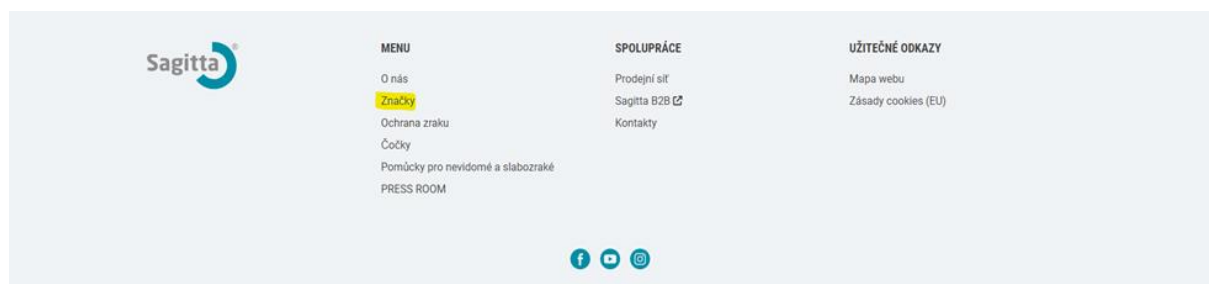 Sagitta®
MENU
O nás
Značky
Ochrana zraku
Čočky
Pomůcky pro nevidomé a slabozraké
PRESS ROOM
SPOLUPRÁCE
Prodejní síť
Sagitta B2B
Kontakty
UŽITEČNÉ ODKAZY
Mapa webu
Zásady cookies (EU)